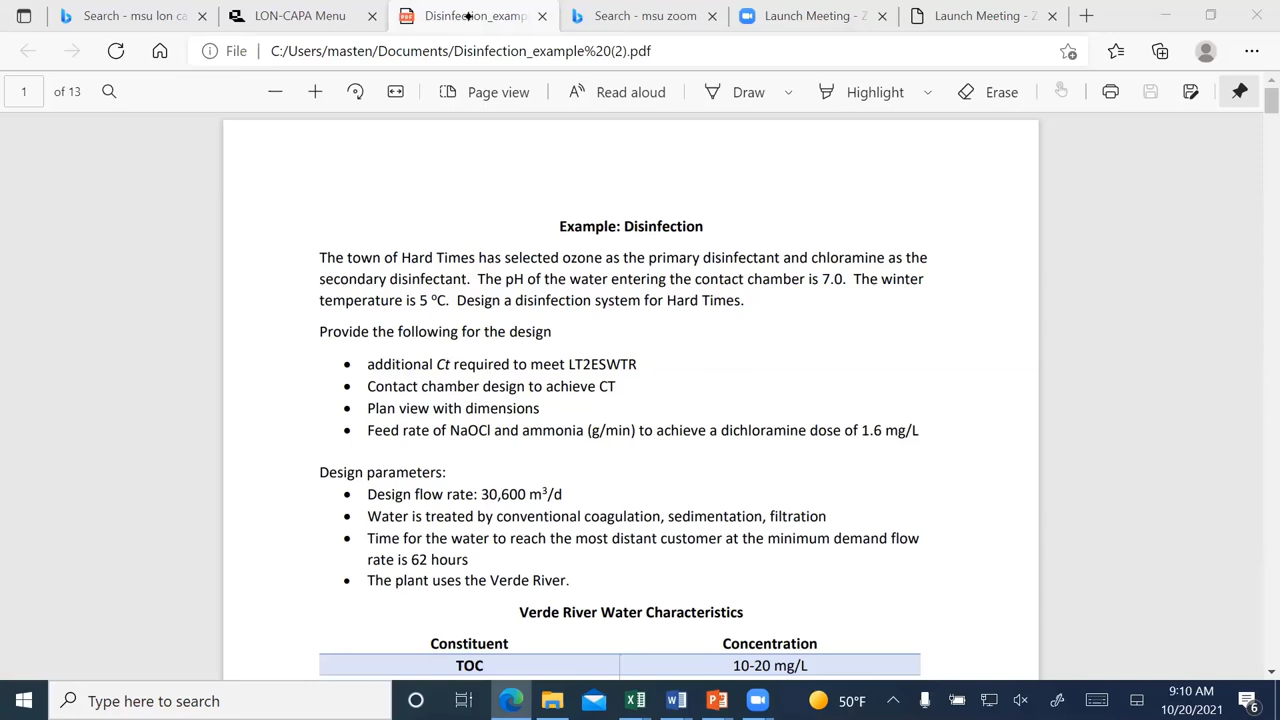 Search - msu lon ca
LON-CAPA Menu
Disinfection_examp
Search - msu zoom
Launch Meeting - Z
Launch Meeting - Z
File
C:/Users/masten/Documents/Disinfection_example%20(2).pdf
1 of 13
Page view
Read aloud
Draw
Highlight
Erase
Example: Disinfection
The town of Hard Times has selected ozone as the primary disinfectant and chloramine as the
secondary disinfectant. The pH of the water entering the contact chamber is 7.0. The winter
temperature is 5 °C. Design a disinfection system for Hard Times.
Provide the following for the design
• additional Ct required to meet LT2ESWTR
• Contact chamber design to achieve CT
• Plan view with dimensions
• Feed rate of NaOCl and ammonia (g/min) to achieve a dichloramine dose of 1.6 mg/L
Design parameters:
• Design flow rate: 30,600 m³/d
• Water is treated by conventional coagulation, sedimentation, filtration
• Time for the water to reach the most distant customer at the minimum demand flow
rate is 62 hours
• The plant uses the Verde River.
Verde River Water Characteristics
Constituent Concentration
TOC 10-20 mg/L
Type here to search
50°F
9:10 AM
10/20/2021
6